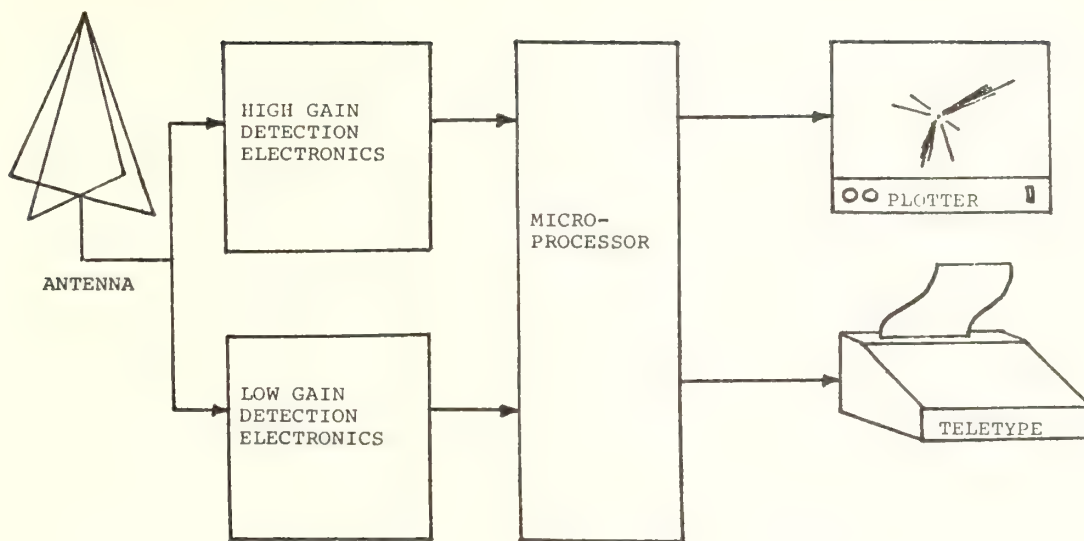 HIGH GAIN
DETECTION
ELECTRONICS
MICRO-
PROCESSOR
PLOTTER
ANTENNA
LOW GAIN
DETECTION
ELECTRONICS
TELETYPE